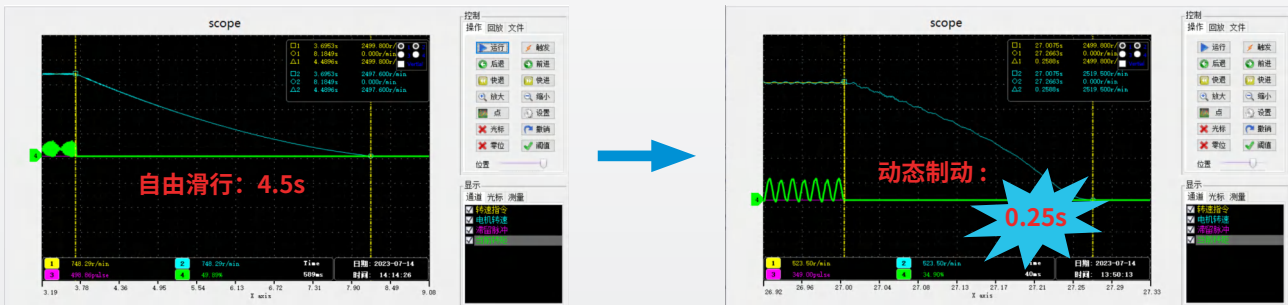 scope
□1 3.6953s 2499.800r/
○1 8.1849s 0.000r/min
△1 4.4896s 2499.800r/
□2 3.6953s 2497.600r/min
○2 8.1849s 0.000r/min
△2 4.4896s 2497.600r/min
4
自由滑行：4.5s
1 748.29r/min 2 748.29r/min Time 日期: 2023-07-14
3 4 49.89% 589ms 时间: 14:14:26
3.19 3.78 4.36 4.95 5.54 6.13 6.72 7.31 7.90 8.49 9.08
X axis
控制
操作 回放 文件
运行 触发
后退 前进
快退 快进
放大 缩小
点 设置
光标 撤销
零位 阈值
位置
显示
通道 光标 测量
转速指令
电机转速
滞留脉冲
scope
□1 27.0075s 2499.800r/
○1 27.2663s 0.000r/min
△1 0.2588s 2499.800r/
□2 27.0075s 2519.500r/min
○2 27.2663s 0.000r/min
△2 0.2588s 2519.500r/min
4
动态制动：
0.25s
1 523.50r/min 2 523.50r/min Time 日期: 2023-07-14
3 4 34.90% 40ms 时间: 13:50:13
26.92 26.96 27.00 27.04 27.08 27.13 27.17 27.21 27.25 27.29 27.33
X axis
控制
操作 回放 文件
运行 触发
后退 前进
快退 快进
放大 缩小
点 设置
光标 撤销
零位 阈值
位置
显示
通道 光标 测量
转速指令
电机转速
滞留脉冲